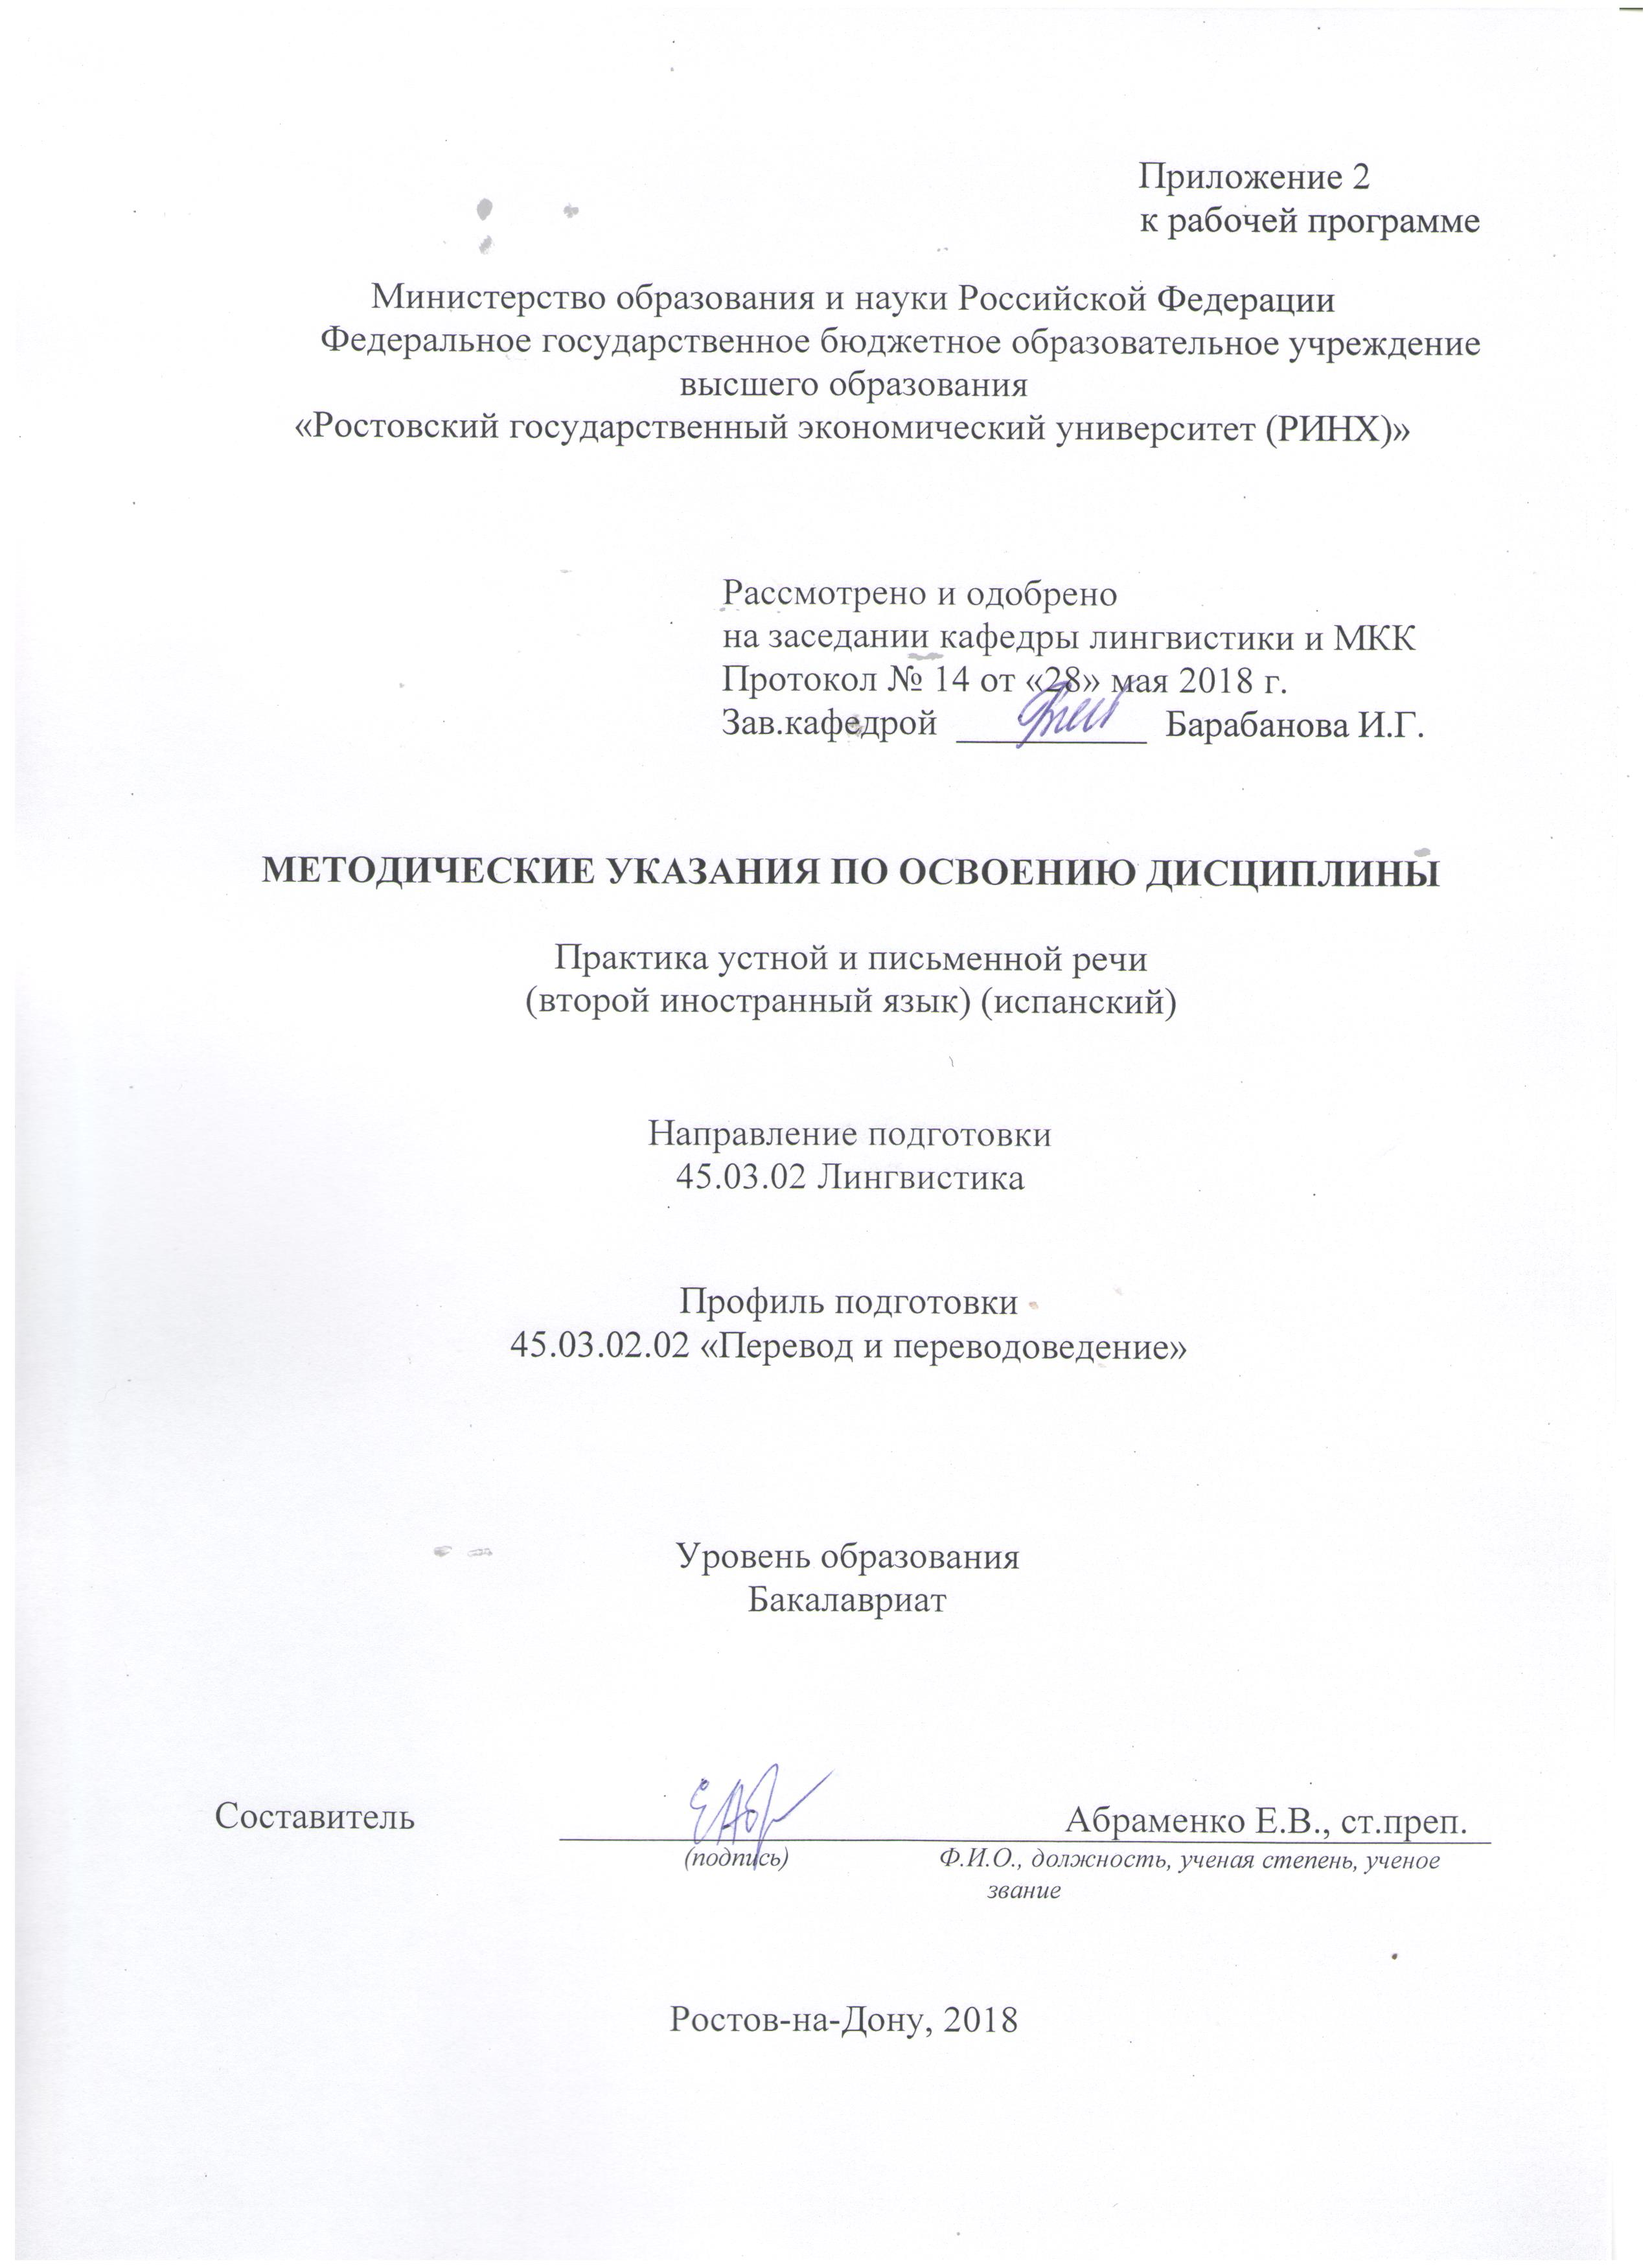 Приложение 2
к рабочей программе
Министерство образования и науки Российской Федерации
Федеральное государственное бюджетное образовательное учреждение
высшего образования
«Ростовский государственный экономический университет (РИНХ)»
Рассмотрено и одобрено
на заседании кафедры лингвистики и МКК
Протокол № 14 от «28» мая 2018 г.
Зав.кафедрой __________ Барабанова И.Г.
МЕТОДИЧЕСКИЕ УКАЗАНИЯ ПО ОСВОЕНИЮ ДИСЦИПЛИНЫ
Практика устной и письменной речи
(второй иностранный язык) (испанский)
Направление подготовки
45.03.02 Лингвистика
Профиль подготовки
45.03.02.02 «Перевод и переводоведение»
Уровень образования
Бакалавриат
Составитель Абраменко Е.В., ст.преп.
(подпись) Ф.И.О., должность, ученая степень, ученое
звание
Ростов-на-Дону, 2018